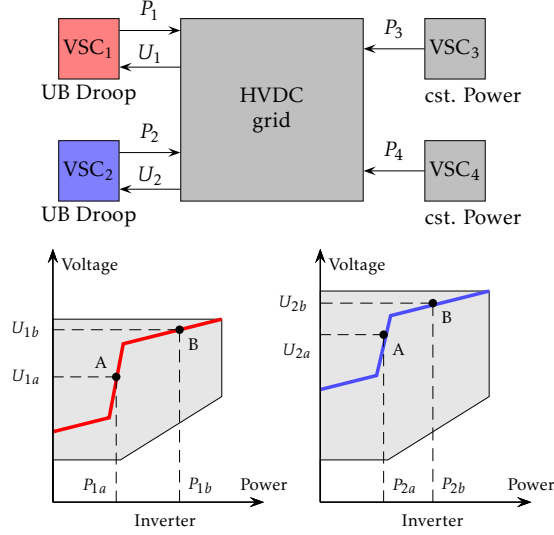 VSC₁
P₁
U₁
UB Droop
VSC₂
P₂
U₂
UB Droop
HVDC
grid
P₃
VSC₃
cst. Power
P₄
VSC₄
cst. Power
Voltage
U₁b
U₁a
A
B
P₁a
P₁b
Power
Inverter
Voltage
U₂b
U₂a
A
B
P₂a
P₂b
Power
Inverter